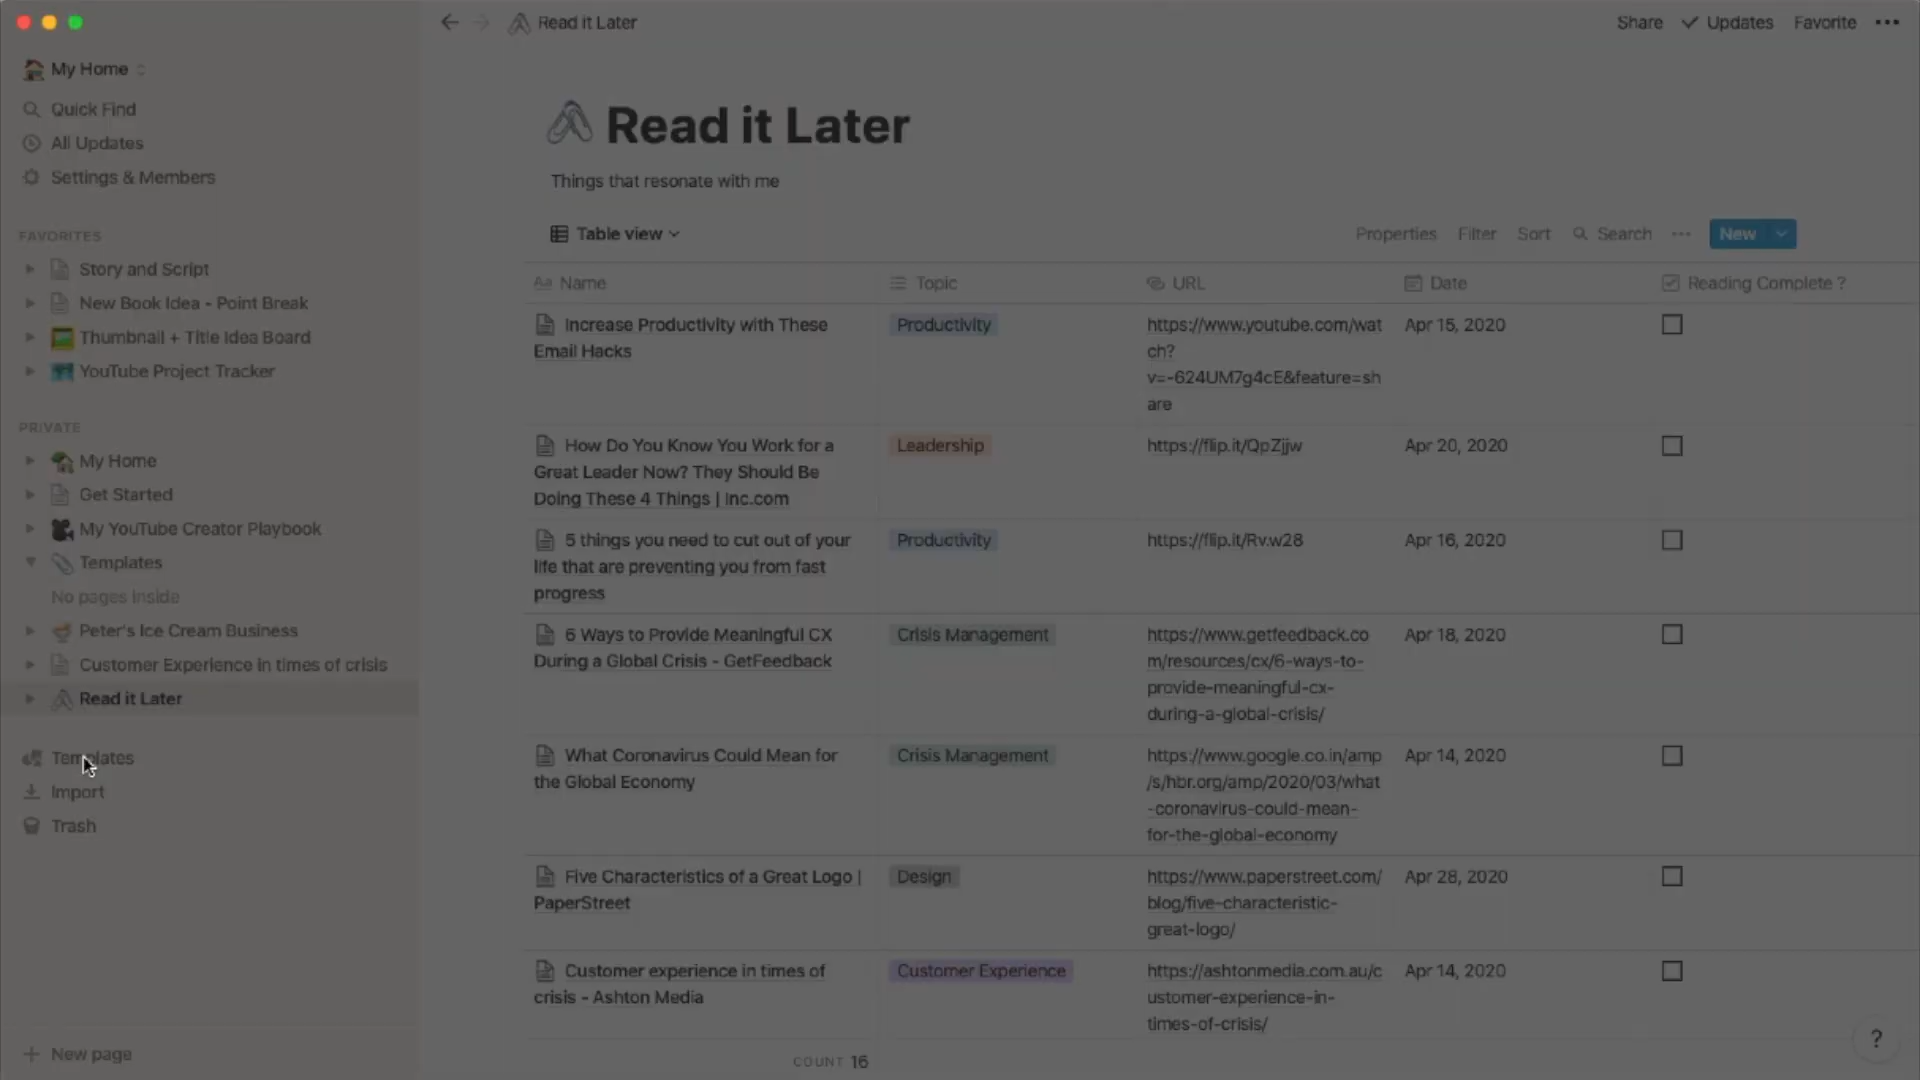 Read it Later
Share
Updates
Favorite
My Home
Quick Find
All Updates
Settings & Members
FAVORITES
Story and Script
New Book Idea - Point Break
Thumbnail + Title Idea Board
YouTube Project Tracker
PRIVATE
My Home
Get Started
My YouTube Creator Playbook
Templates
No pages inside
Peter's Ice Cream Business
Customer Experience in times of crisis
Read it Later
Templates
Import
Trash
New page
Read it Later
Things that resonate with me
Table view
Properties
Filter
Sort
Search
New
Aa Name
Topic
URL
Date
Reading Complete ?
Increase Productivity with These
Email Hacks
Productivity
https://www.youtube.com/wat
ch?
v=-624UM7g4cE&feature=sh
are
Apr 15, 2020
How Do You Know You Work for a
Great Leader Now? They Should Be
Doing These 4 Things | Inc.com
Leadership
https://flip.it/QpZjjw
Apr 20, 2020
5 things you need to cut out of your
life that are preventing you from fast
progress
Productivity
https://flip.it/Rv.w28
Apr 16, 2020
6 Ways to Provide Meaningful CX
During a Global Crisis - GetFeedback
Crisis Management
https://www.getfeedback.co
m/resources/cx/6-ways-to-
provide-meaningful-cx-
during-a-global-crisis/
Apr 18, 2020
What Coronavirus Could Mean for
the Global Economy
Crisis Management
https://www.google.co.in/amp
/s/hbr.org/amp/2020/03/what
-coronavirus-could-mean-
for-the-global-economy
Apr 14, 2020
Five Characteristics of a Great Logo |
PaperStreet
Design
https://www.paperstreet.com/
blog/five-characteristic-
great-logo/
Apr 28, 2020
Customer experience in times of
crisis - Ashton Media
Customer Experience
https://ashtonmedia.com.au/c
ustomer-experience-in-
times-of-crisis/
Apr 14, 2020
COUNT 16
?